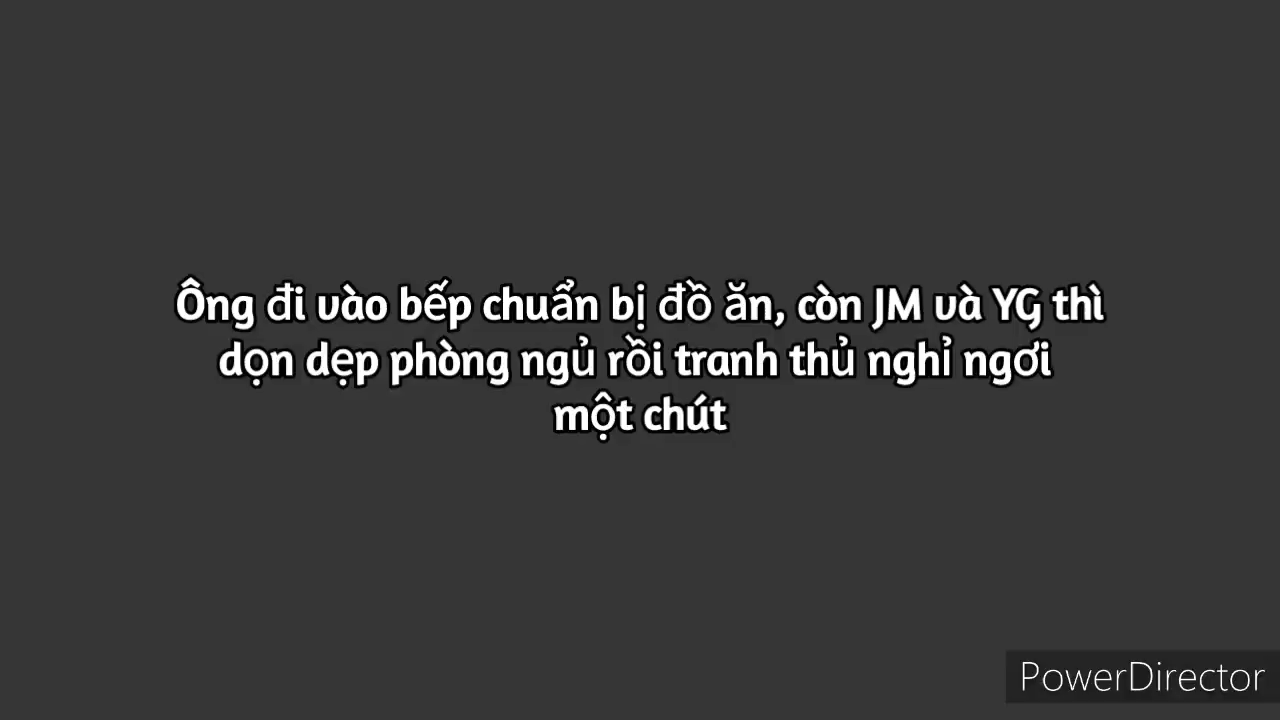 Ông đi vào bếp chuẩn bị đồ ăn, còn JM và YG thì
dọn dẹp phòng ngủ rồi tranh thủ nghỉ ngơi
một chút
PowerDirector